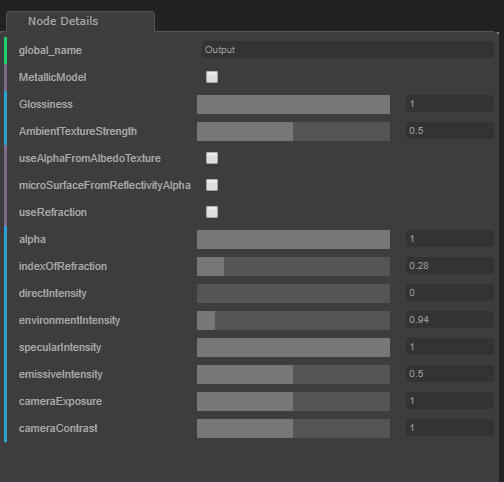 Node Details
global_name Output
MetallicModel
Glossiness 1
AmbientTextureStrength 0.5
useAlphaFromAlbedoTexture
microSurfaceFromReflectivityAlpha
useRefraction
alpha 1
indexOfRefraction 0.28
directIntensity 0
environmentIntensity 0.94
specularIntensity 1
emissiveIntensity 0.5
cameraExposure 1
cameraContrast 1